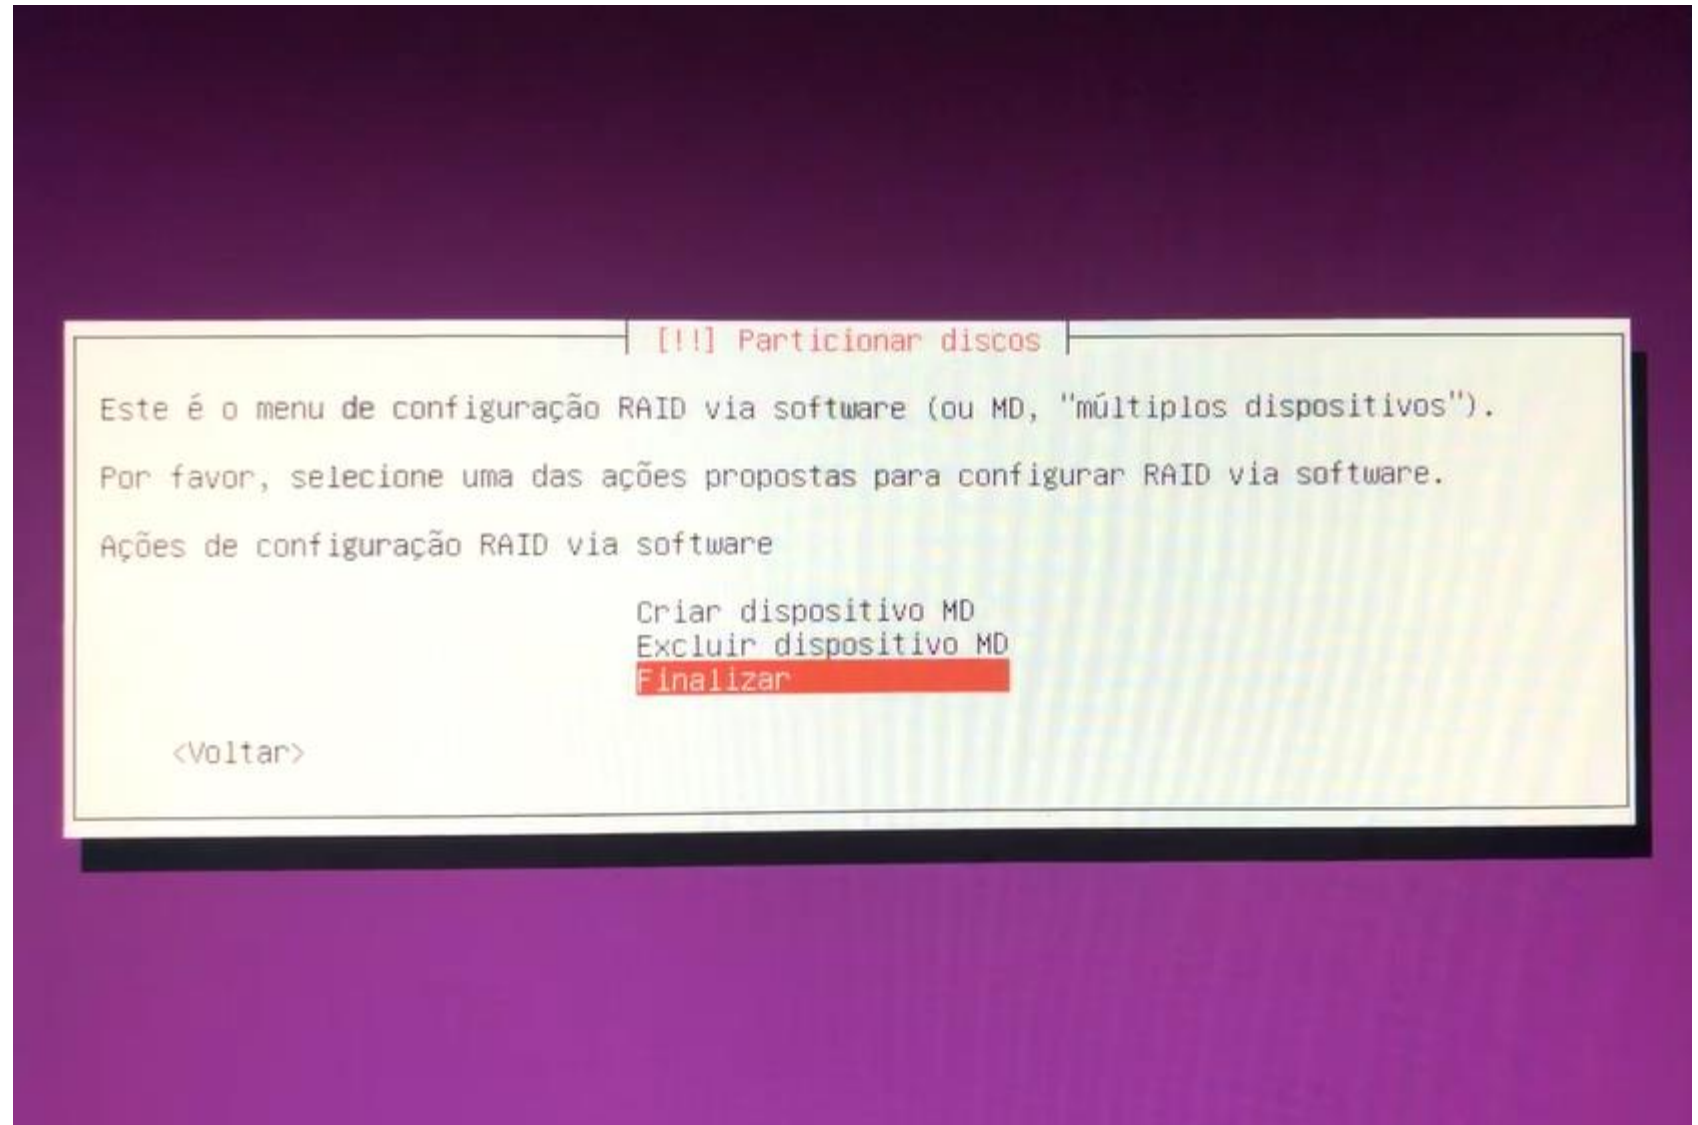 [!!] Particionar discos
Este é o menu de configuração RAID via software (ou MD, "múltiplos dispositivos").
Por favor, selecione uma das ações propostas para configurar RAID via software.
Ações de configuração RAID via software
Criar dispositivo MD
Excluir dispositivo MD
Finalizar
<Voltar>